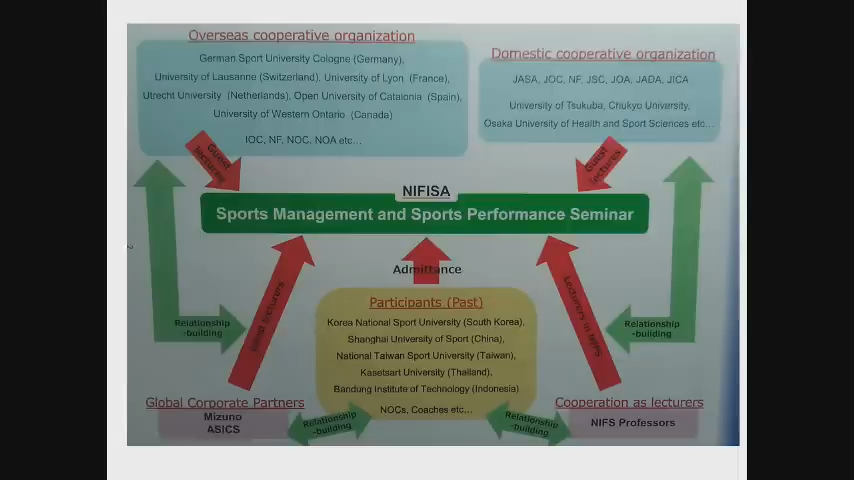 Overseas cooperative organization
German Sport University Cologne (Germany),
University of Lausanne (Switzerland), University of Lyon (France),
Utrecht University (Netherlands), Open University of Catalonia (Spain),
University of Western Ontario (Canada)
IOC, NF, NOC, NOA etc...
Domestic cooperative organization
JASA, JOC, NF, JSC, JOA, JADA, JICA
University of Tsukuba, Chukyo University,
Osaka University of Health and Sport Sciences etc...
Guest
lectures
Guest
lectures
NIFISA
Sports Management and Sports Performance Seminar
Admittance
lecturers
Lecturers in
Relationship
-building
Relationship
-building
Participants (Past)
Korea National Sport University (South Korea),
Shanghai University of Sport (China),
National Taiwan Sport University (Taiwan),
Kasetsart University (Thailand),
Bandung Institute of Technology (Indonesia)
NOCs, Coaches etc...
Global Corporate Partners
Mizuno
ASICS
Relationship
-building
Relationship
-building
Cooperation as lecturers
NIFS Professors
2